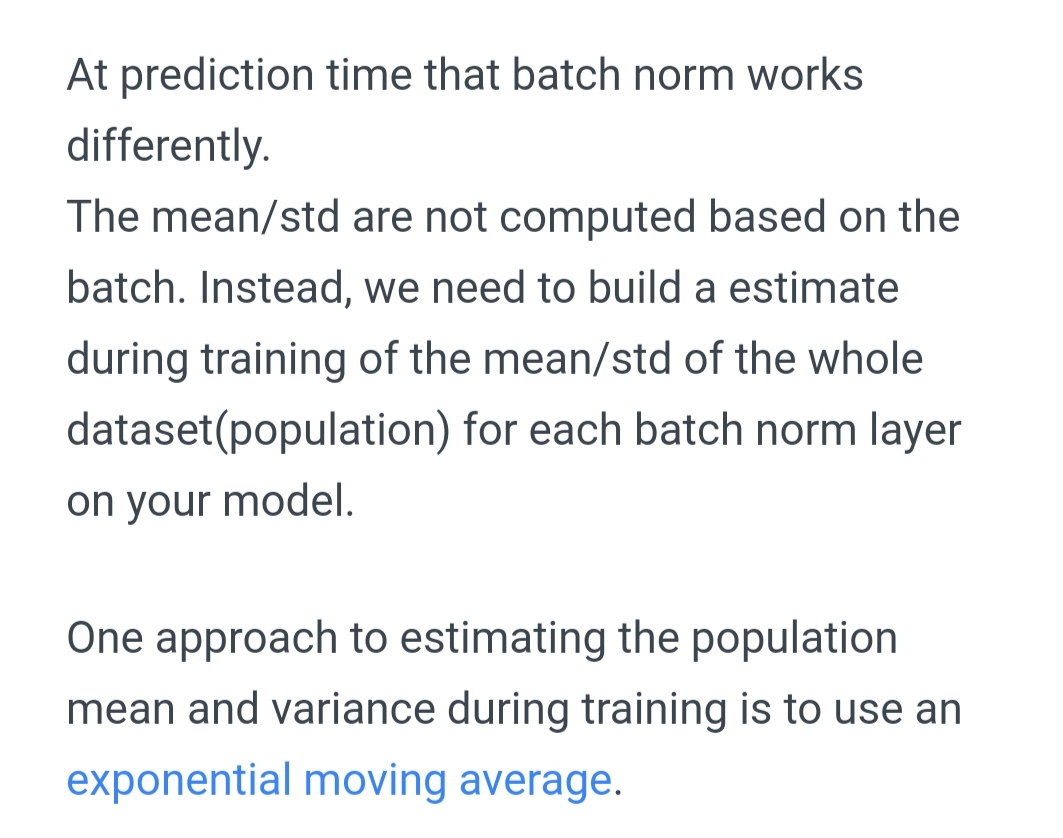 At prediction time that batch norm works
differently.
The mean/std are not computed based on the
batch. Instead, we need to build a estimate
during training of the mean/std of the whole
dataset(population) for each batch norm layer
on your model.
One approach to estimating the population
mean and variance during training is to use an
exponential moving average.